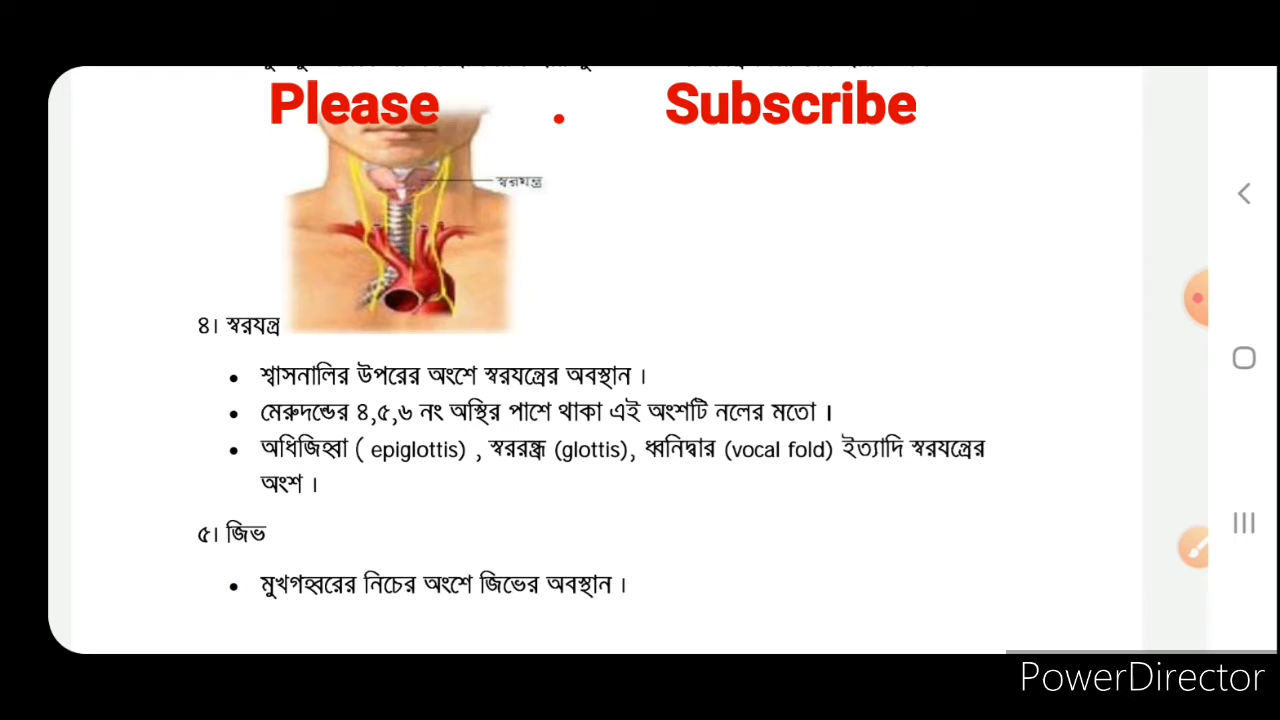 Please . Subscribe
স্বরযন্ত্র
৪। স্বরযন্ত্র
• শ্বাসনালির উপরের অংশে স্বরযন্ত্রের অবস্থান ।
• মেরুদন্ডের ৪,৫,৬ নং অস্থির পাশে থাকা এই অংশটি নলের মতো ।
• অধিজিহ্বা ( epiglottis) , স্বররন্ধ্র (glottis), ধ্বনিদ্বার (vocal fold) ইত্যাদি স্বরযন্ত্রের
অংশ ।
৫। জিভ
• মুখগহ্বরের নিচের অংশে জিভের অবস্থান ।
PowerDirector